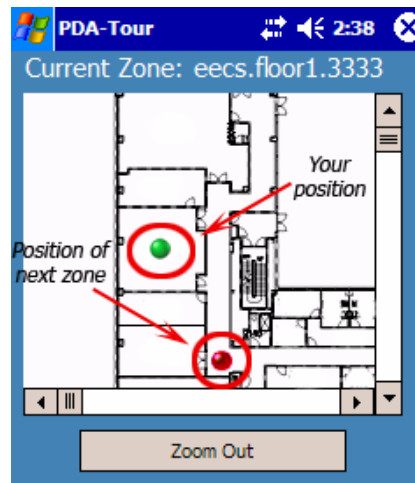 PDA-Tour 2:38
Current Zone: eecs.floor1.3333
Your
position
Position of
next zone
Zoom Out